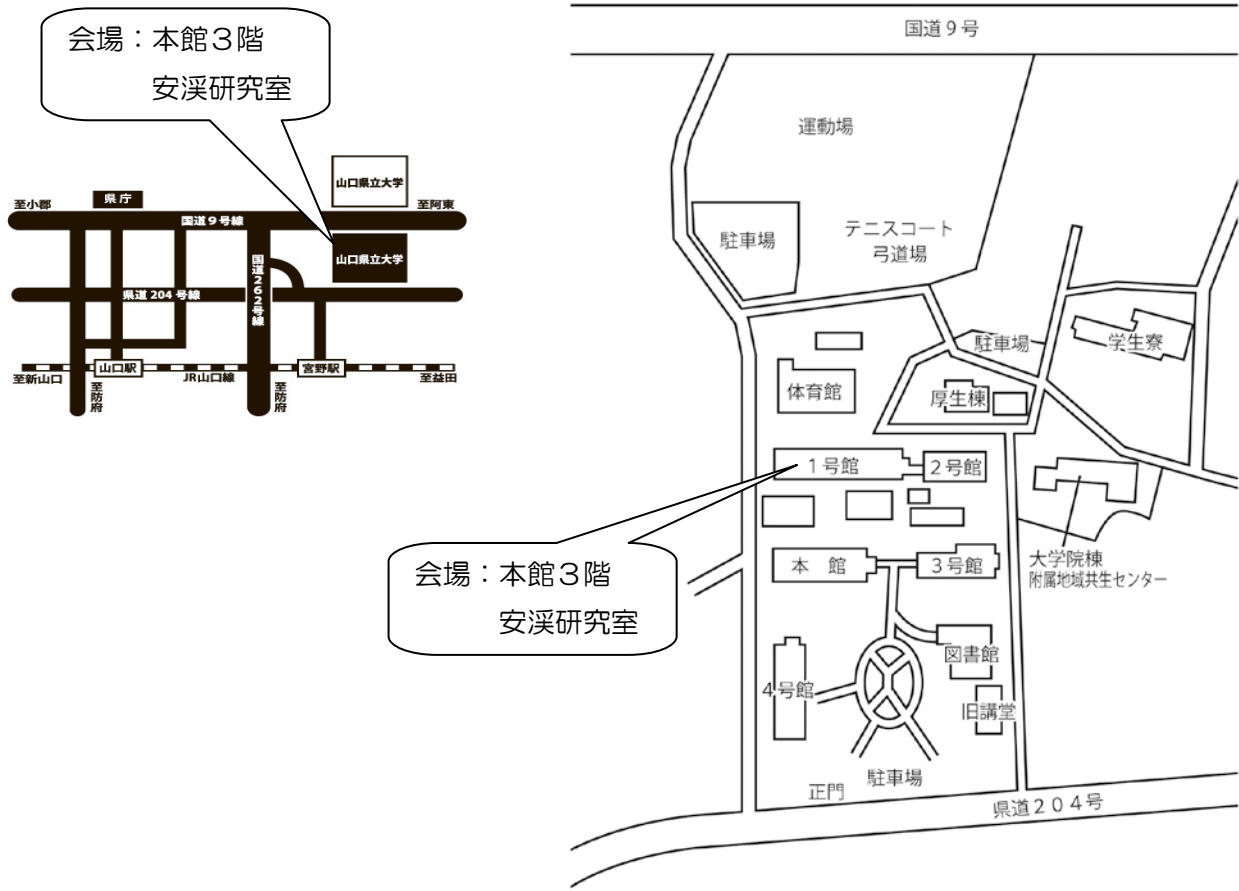 会場：本館３階
安渓研究室
山口県立大学
県庁
至小郡
至阿東
国道９号線
山口県立大学
国道２６２号線
県道 204 号線
山口駅
宮野駅
至新山口
至防府
JR山口線
至防府
至益田
国道９号
運動場
駐車場
テニスコート
弓道場
駐車場
学生寮
体育館
厚生棟
１号館
２号館
会場：本館３階
安渓研究室
本　館
３号館
大学院棟
附属地域共生センター
図書館
４号館
旧講堂
駐車場
正門
県道２０４号